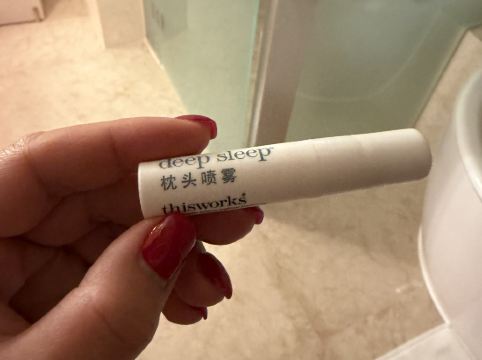 deep sleep®
枕头喷雾
thisworks®